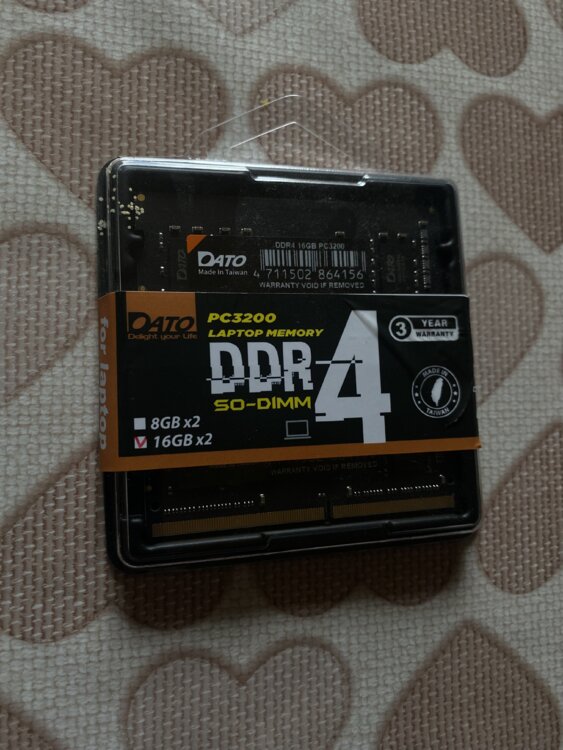 DDR4 16GB PC3200
DATO
Made In Taiwan
4 711502 864156
WARRANTY VOID IF REMOVED
DATO
DATO
Delight your Life
PC3200
LAPTOP MEMORY
DDR4
SO-DIMM
3 YEAR
WARRANTY
MADE IN
TAIWAN
for laptop
8GB x2
16GB x2
WARRANTY VOID IF REMOVED